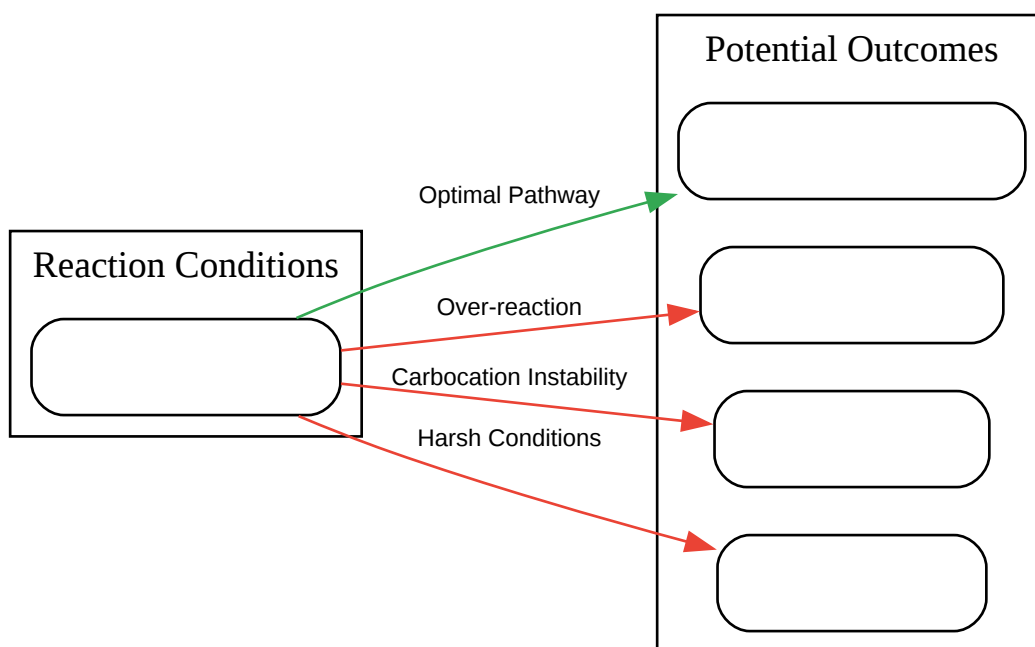 Potential Outcomes
Optimal Pathway
Reaction Conditions
Over-reaction
Carbocation Instability
Harsh Conditions